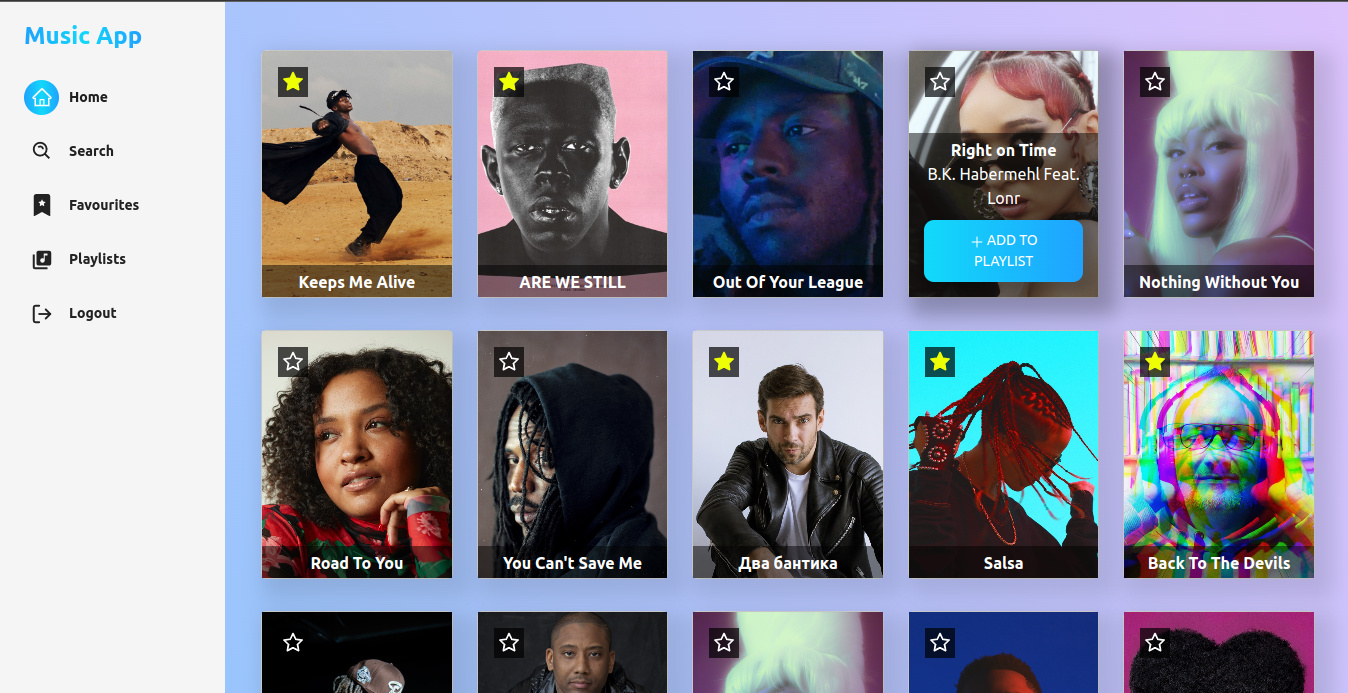 Music App
Home
Search
Favourites
Playlists
Logout
Keeps Me Alive
ARE WE STILL
Out Of Your League
Right on Time
B.K. Habermehl Feat.
Lonr
+ ADD TO
PLAYLIST
Nothing Without You
Road To You
You Can't Save Me
Два бантика
Salsa
Back To The Devils